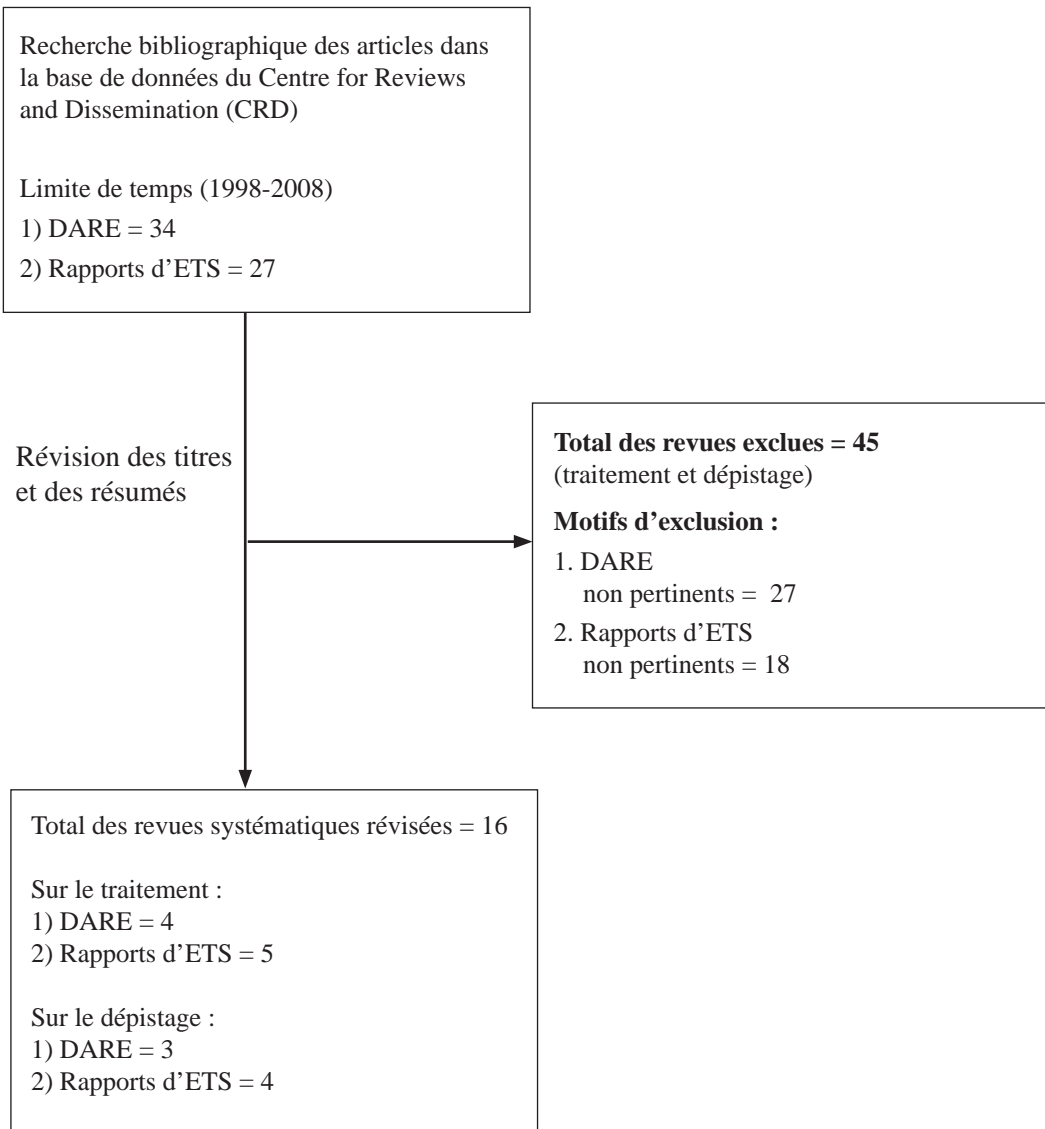 Recherche bibliographique des articles dans
la base de données du Centre for Reviews
and Dissemination (CRD)
Limite de temps (1998-2008)
1) DARE = 34
2) Rapports d’ETS = 27
Révision des titres
et des résumés
Total des revues exclues = 45
(traitement et dépistage)
Motifs d’exclusion :
1. DARE
non pertinents = 27
2. Rapports d’ETS
non pertinents = 18
Total des revues systématiques révisées = 16
Sur le traitement :
1) DARE = 4
2) Rapports d’ETS = 5
Sur le dépistage :
1) DARE = 3
2) Rapports d’ETS = 4